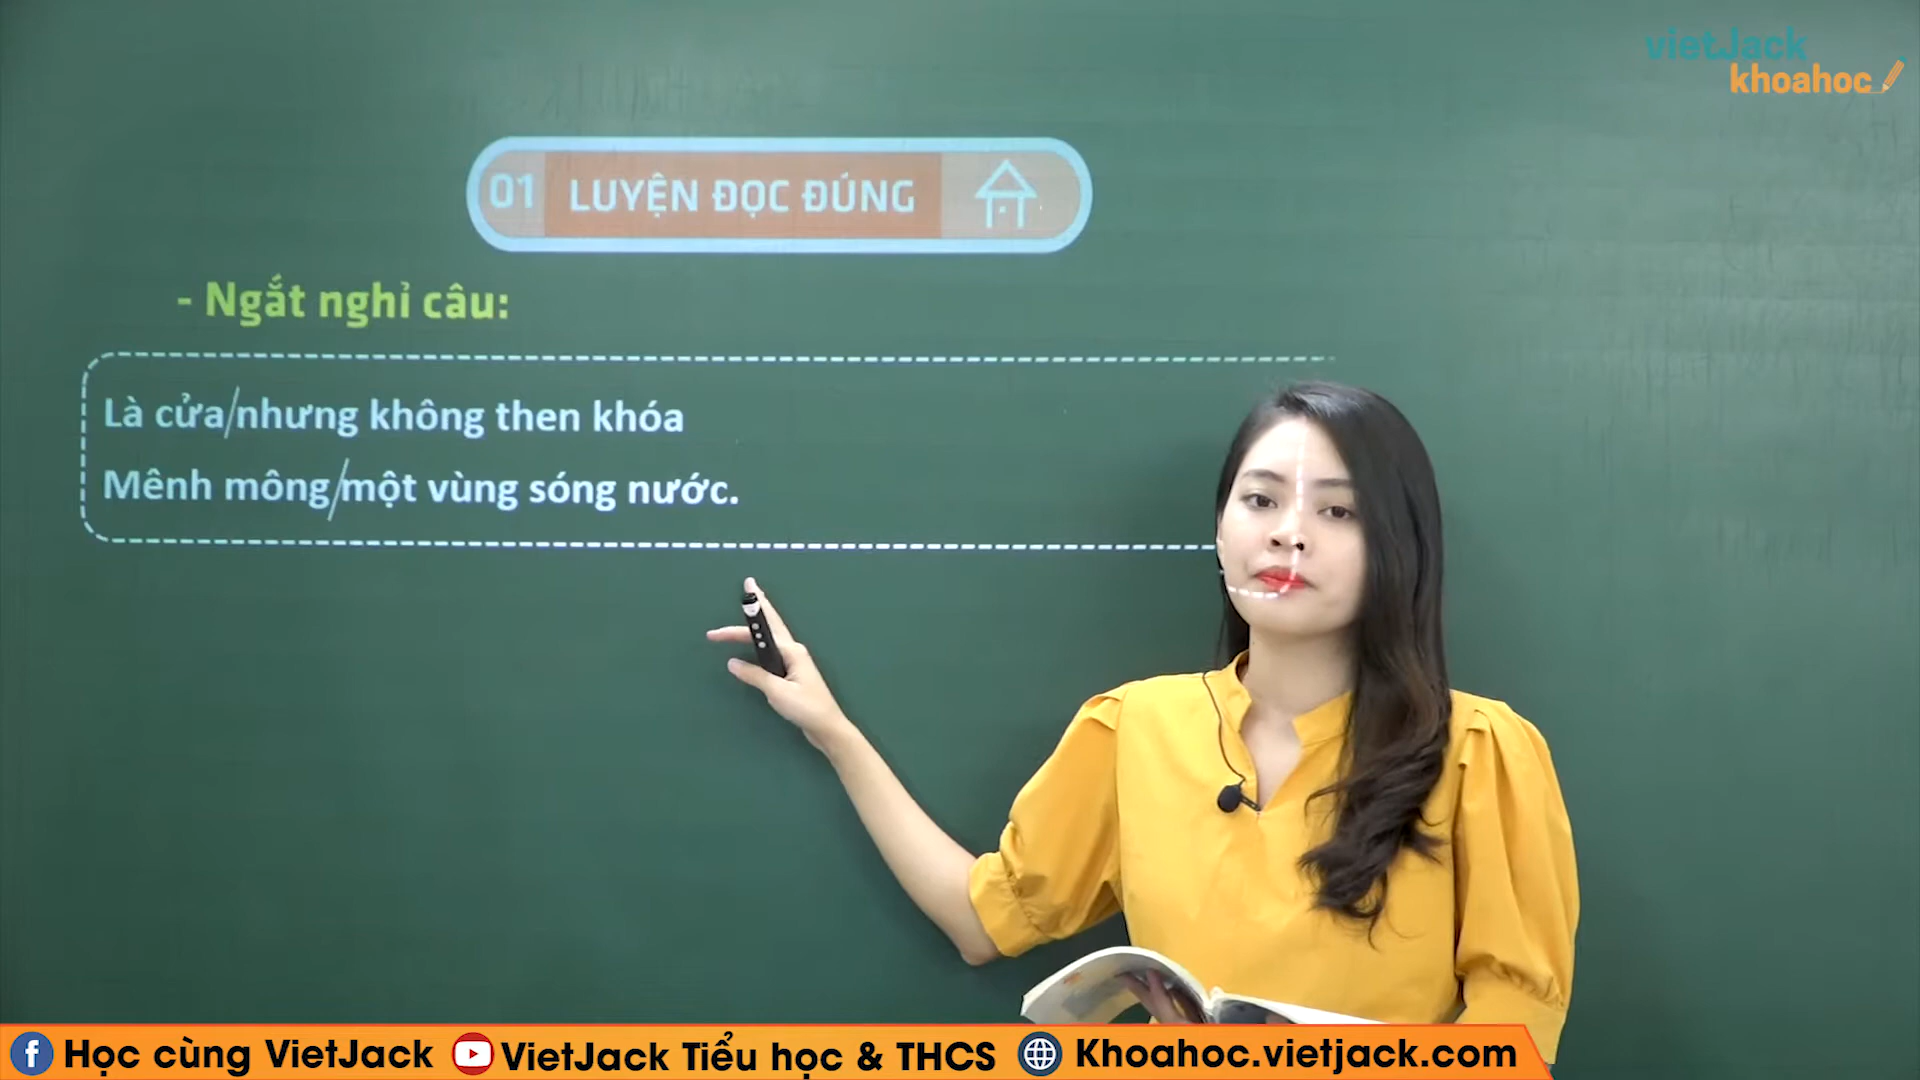 vietJack
khoahoc
01 LUYỆN ĐỌC ĐÚNG
- Ngắt nghỉ câu:
Là cửa/nhưng không then khóa
Mênh mông/một vùng sóng nước.
Học cùng VietJack VietJack Tiểu học & THCS Khoahoc.vietjack.com